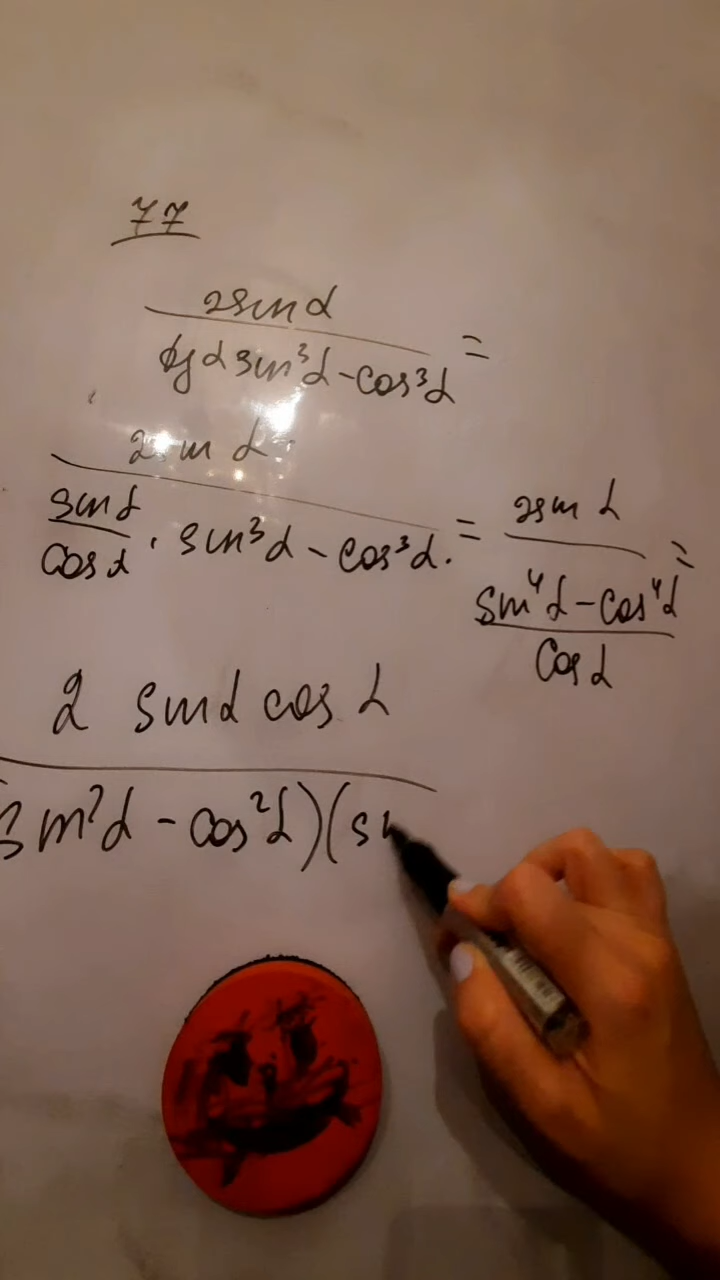 77
2sin α
tg α sin³α - cos³α =
2sin α
sin α / cos α · sin³α - cos³α. = 2sin α / ((sin⁴α - cos⁴α) / cos α) =
2 sin α cos α
(sin²α - cos²α)(si